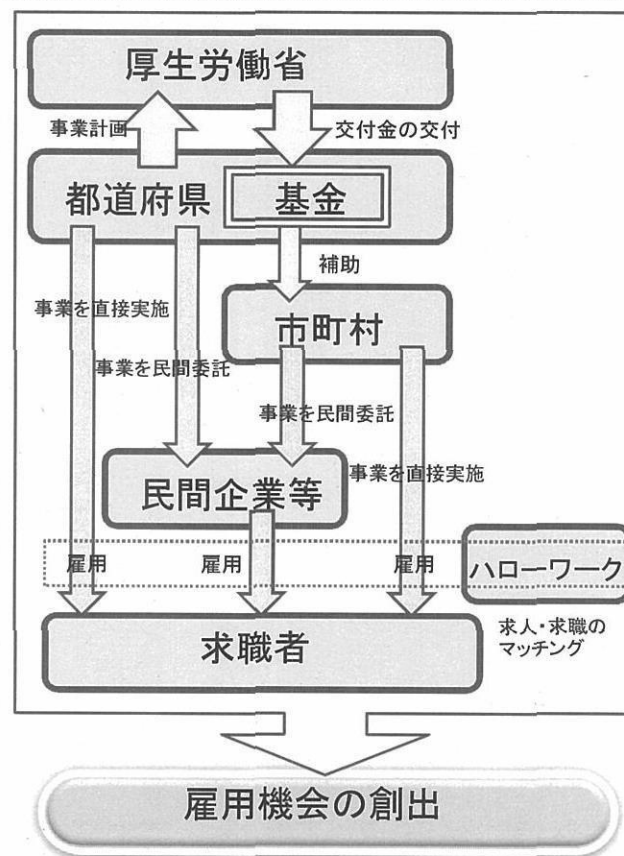 厚生労働省
事業計画
交付金の交付
都道府県
基金
補助
事業を直接実施
市町村
事業を民間委託
事業を民間委託
民間企業等
事業を直接実施
雇用
雇用
雇用
ハローワーク
求職者
求人・求職の
マッチング
雇用機会の創出